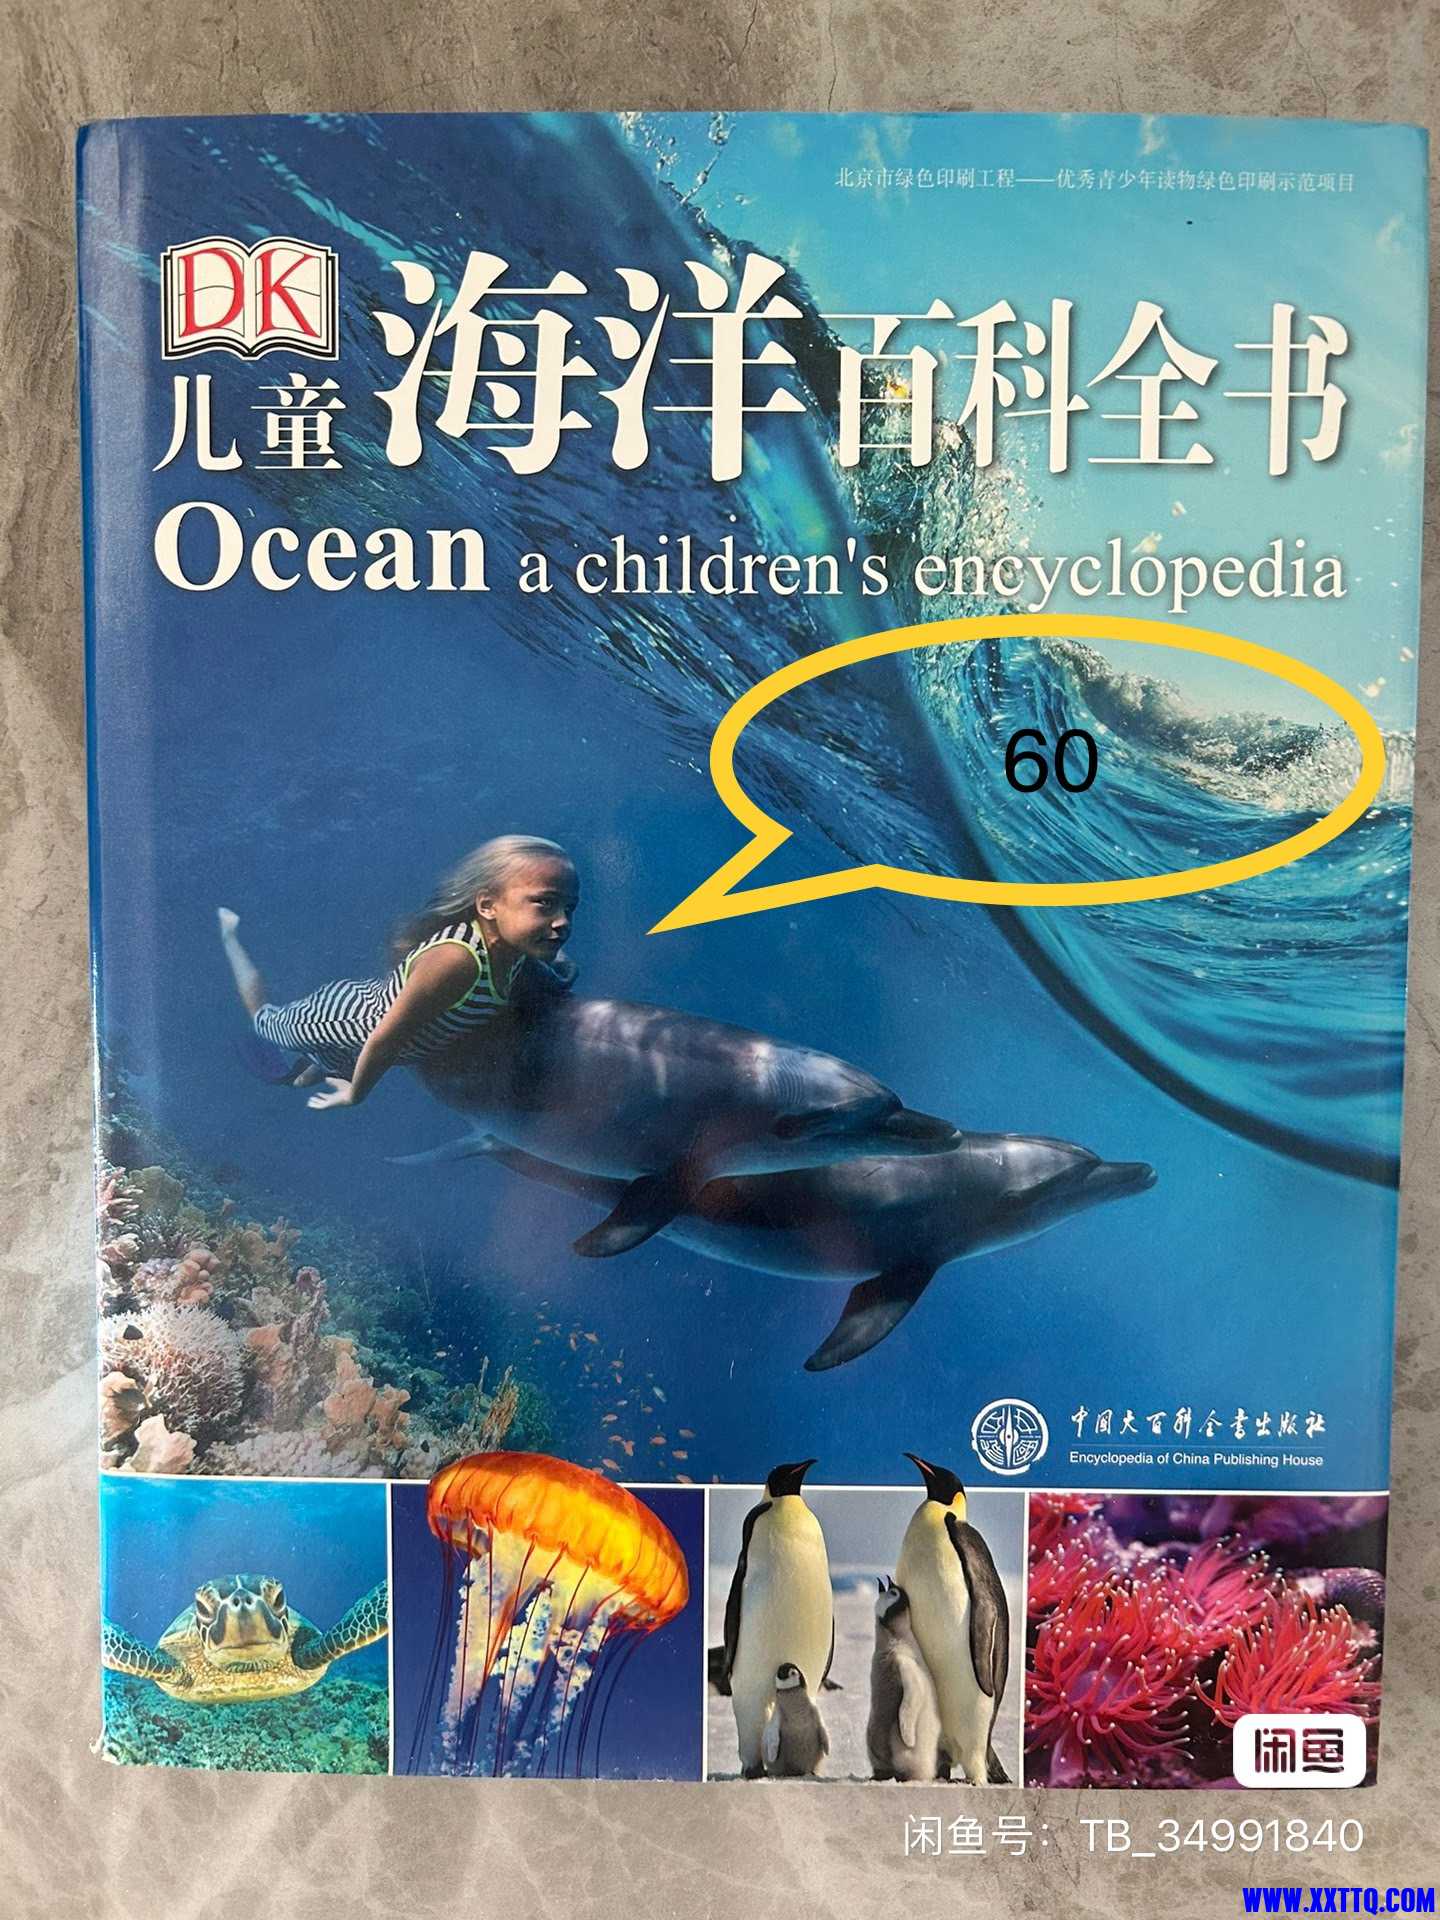 北京市绿色印刷工程——优秀青少年读物绿色印刷示范项目
DK
儿童海洋百科全书
Ocean a children's encyclopedia
60
中国大百科全书出版社
Encyclopedia of China Publishing House
闲鱼
闲鱼号：TB_34991840
WWW.XXTTQ.COM